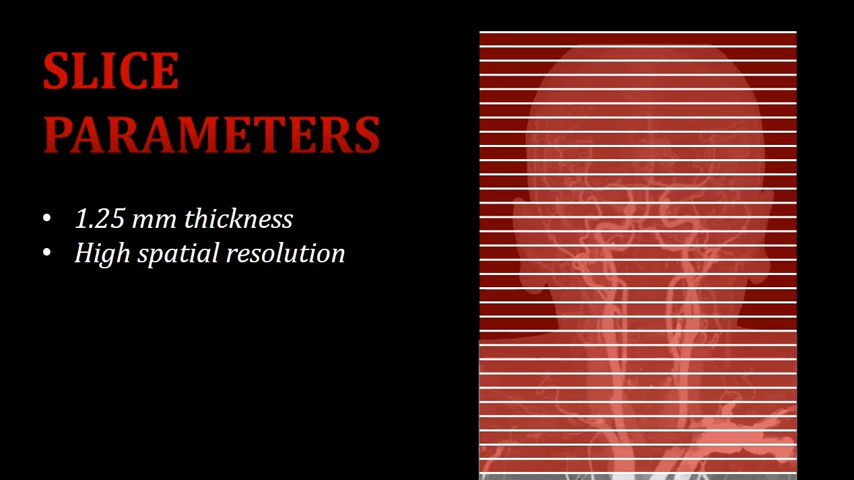 SLICE
PARAMETERS
• 1.25 mm thickness
• High spatial resolution